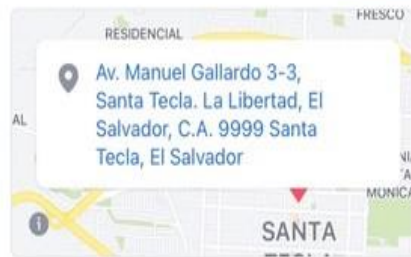 FRESCO
RESIDENCIAL
Av. Manuel Gallardo 3-3,
Santa Tecla. La Libertad, El
Salvador, C.A. 9999 Santa
Tecla, El Salvador
AL
MONICA
SANTA
TECLA